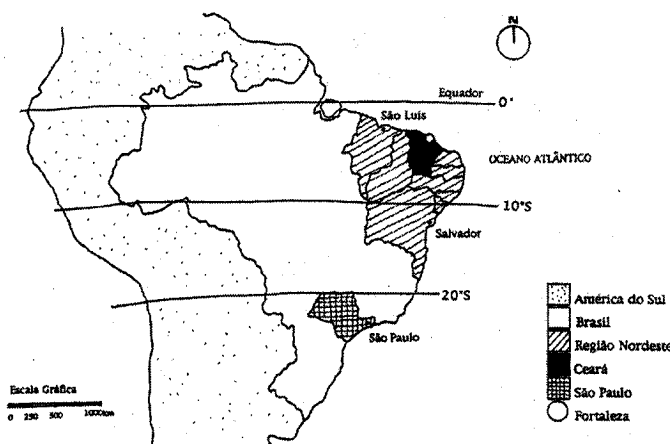 N
Equador
0°
São Luís
OCEANO ATLÂNTICO
10°S
Salvador
20°S
São Paulo
América do Sul
Brasil
Região Nordeste
Ceará
São Paulo
Fortaleza
Escala Gráfica
0 250 500 1000km